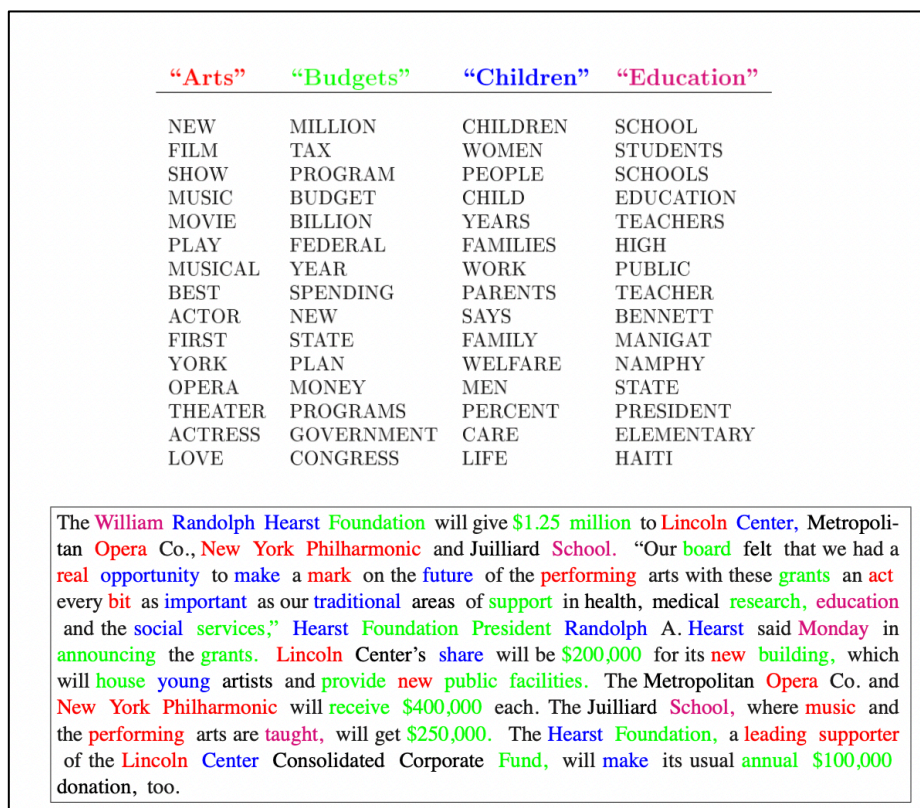 “Arts” “Budgets” “Children” “Education”
NEW MILLION CHILDREN SCHOOL
FILM TAX WOMEN STUDENTS
SHOW PROGRAM PEOPLE SCHOOLS
MUSIC BUDGET CHILD EDUCATION
MOVIE BILLION YEARS TEACHERS
PLAY FEDERAL FAMILIES HIGH
MUSICAL YEAR WORK PUBLIC
BEST SPENDING PARENTS TEACHER
ACTOR NEW SAYS BENNETT
FIRST STATE FAMILY MANIGAT
YORK PLAN WELFARE NAMPHY
OPERA MONEY MEN STATE
THEATER PROGRAMS PERCENT PRESIDENT
ACTRESS GOVERNMENT CARE ELEMENTARY
LOVE CONGRESS LIFE HAITI
The William Randolph Hearst Foundation will give $1.25 million to Lincoln Center, Metropoli-
tan Opera Co., New York Philharmonic and Juilliard School. “Our board felt that we had a
real opportunity to make a mark on the future of the performing arts with these grants an act
every bit as important as our traditional areas of support in health, medical research, education
and the social services,” Hearst Foundation President Randolph A. Hearst said Monday in
announcing the grants. Lincoln Center’s share will be $200,000 for its new building, which
will house young artists and provide new public facilities. The Metropolitan Opera Co. and
New York Philharmonic will receive $400,000 each. The Juilliard School, where music and
the performing arts are taught, will get $250,000. The Hearst Foundation, a leading supporter
of the Lincoln Center Consolidated Corporate Fund, will make its usual annual $100,000
donation, too.